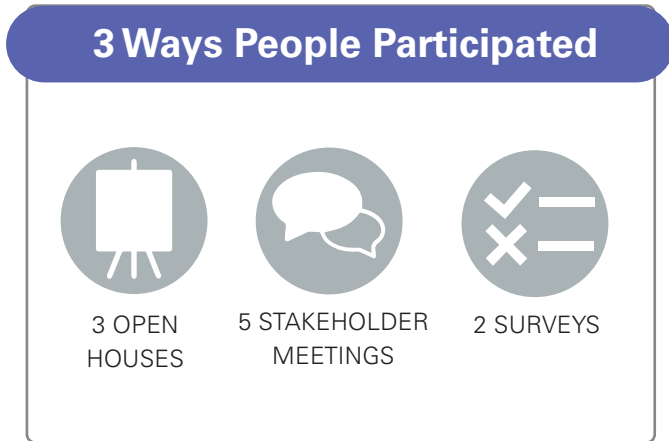 3 Ways People Participated
3 OPEN
HOUSES
5 STAKEHOLDER
MEETINGS
2 SURVEYS